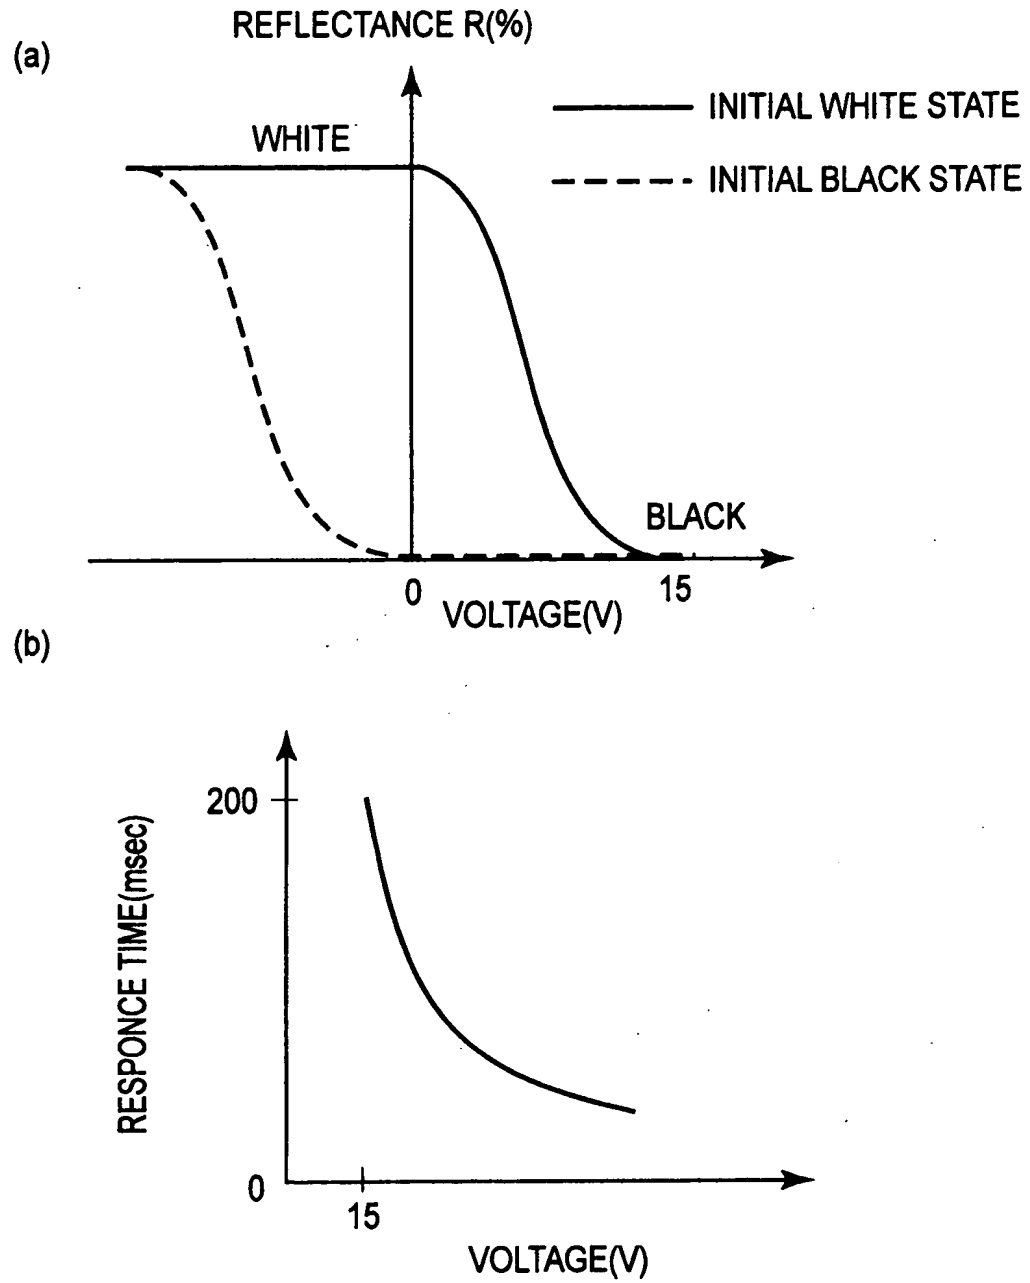 REFLECTANCE R(%)
(a)
INITIAL WHITE STATE
WHITE
INITIAL BLACK STATE
BLACK
0
15
VOLTAGE(V)
(b)
200
RESPONCE TIME(msec)
0
15
VOLTAGE(V)